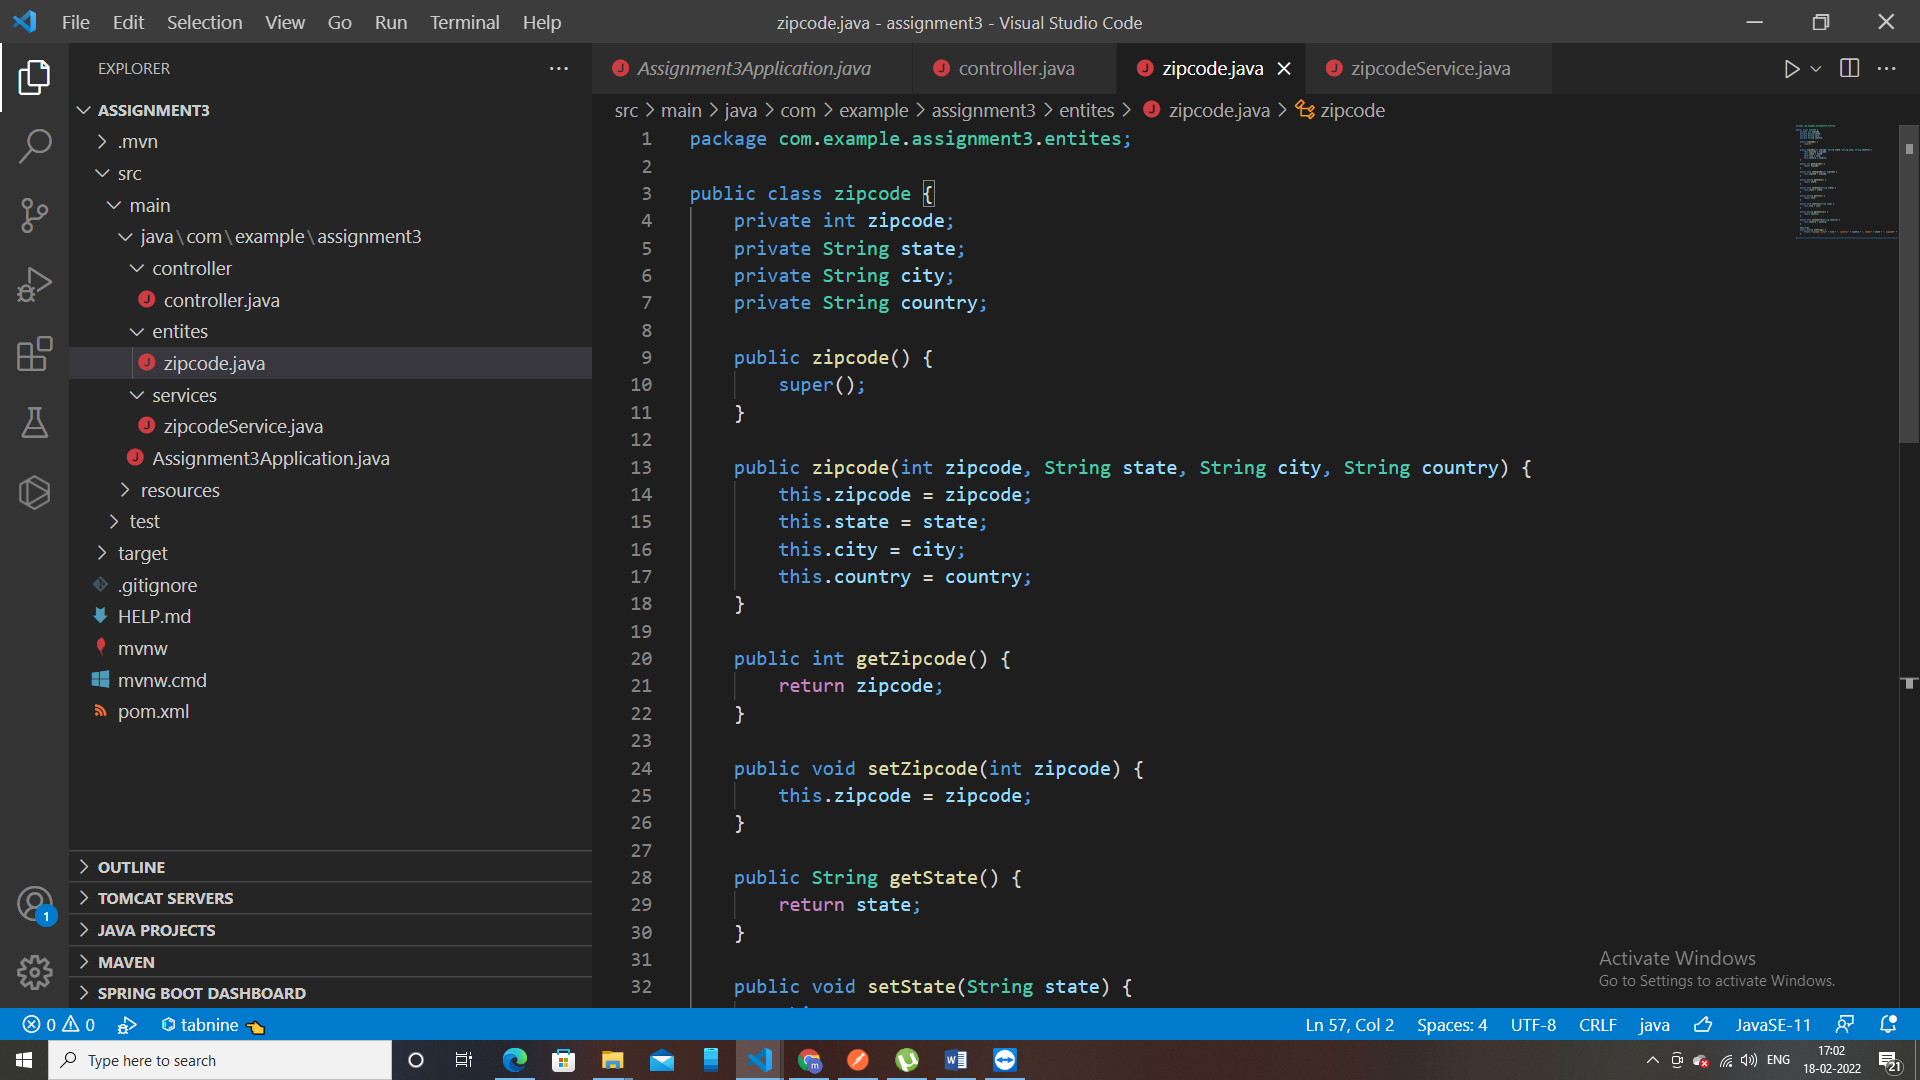 File Edit Selection View Go Run Terminal Help
zipcode.java - assignment3 - Visual Studio Code
EXPLORER
ASSIGNMENT3
.mvn
src
main
java\com\example\assignment3
controller
controller.java
entites
zipcode.java
services
zipcodeService.java
Assignment3Application.java
resources
test
target
.gitignore
HELP.md
mvnw
mvnw.cmd
pom.xml
OUTLINE
TOMCAT SERVERS
JAVA PROJECTS
MAVEN
SPRING BOOT DASHBOARD
1
Assignment3Application.java controller.java zipcode.java zipcodeService.java
src > main > java > com > example > assignment3 > entites > zipcode.java > zipcode
1 package com.example.assignment3.entites;
2
3 public class zipcode {
4 private int zipcode;
5 private String state;
6 private String city;
7 private String country;
8
9 public zipcode() {
10 super();
11 }
12
13 public zipcode(int zipcode, String state, String city, String country) {
14 this.zipcode = zipcode;
15 this.state = state;
16 this.city = city;
17 this.country = country;
18 }
19
20 public int getZipcode() {
21 return zipcode;
22 }
23
24 public void setZipcode(int zipcode) {
25 this.zipcode = zipcode;
26 }
27
28 public String getState() {
29 return state;
30 }
31
32 public void setState(String state) {
Activate Windows
Go to Settings to activate Windows.
0 0 tabnine
Ln 57, Col 2 Spaces: 4 UTF-8 CRLF java JavaSE-11
Type here to search
ENG
17:02
18-02-2022
21